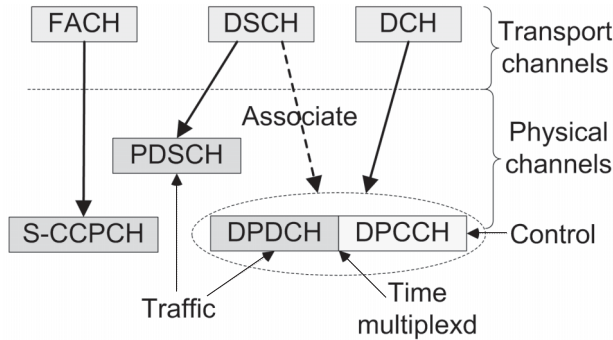 FACH
DSCH
DCH
Transport
channels
Associate
Physical
channels
PDSCH
S-CCPCH
DPDCH
DPCCH
Control
Traffic
Time
multiplexd